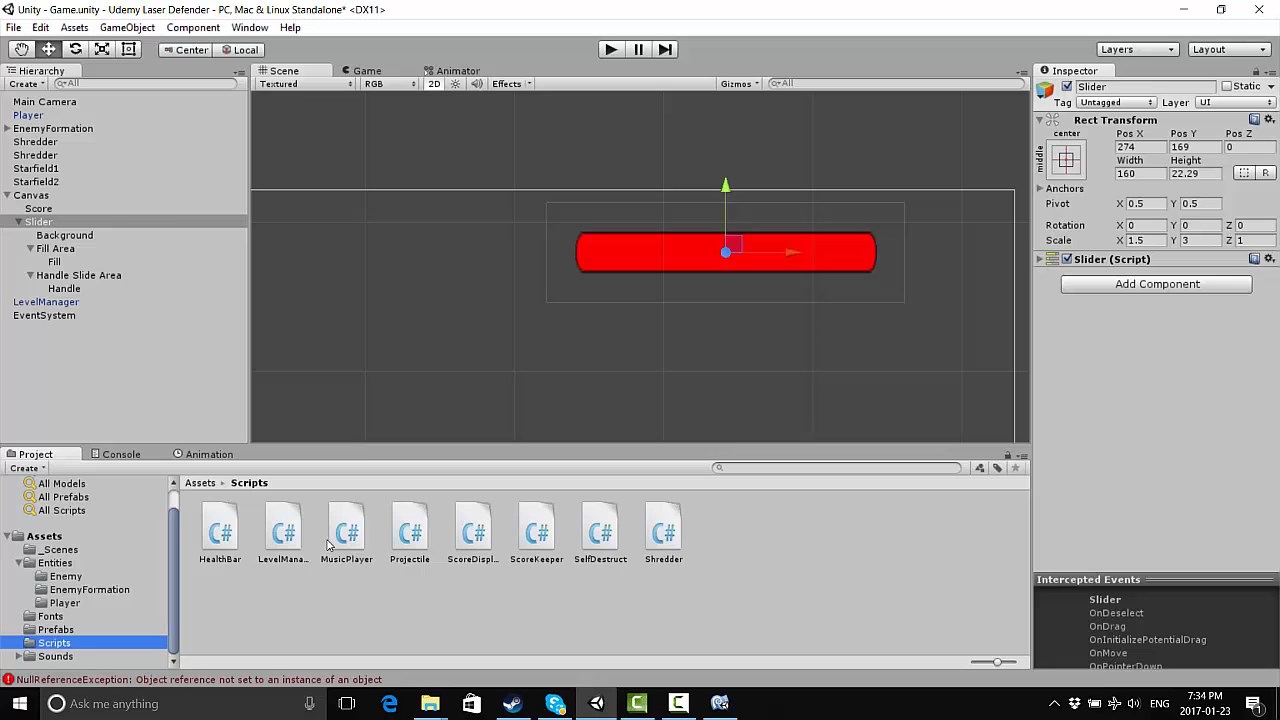 Unity - Game.unity - Udemy Laser Defender - PC, Mac & Linux Standalone* <DX11>
File Edit Assets GameObject Component Window Help
Center Local Layers Layout
Hierarchy Scene Game Animator Inspector
Create All Textured RGB 2D Effects Gizmos All Slider Static
Main Camera Tag Untagged Layer UI
Player Rect Transform
EnemyFormation center Pos X Pos Y Pos Z
Shredder middle 274 169 0
Shredder Width Height
Starfield1 160 22.29 R
Starfield2 Anchors
Canvas Pivot X 0.5 Y 0.5
Score
Slider Rotation X 0 Y 0 Z 0
Background Scale X 1.5 Y 3 Z 1
Fill Area Slider (Script)
Fill
Handle Slide Area Add Component
Handle
LevelManager
EventSystem
Project Console Animation
Create
All Models Assets Scripts
All Prefabs
All Scripts
Assets
_Scenes
Entities HealthBar LevelMana... MusicPlayer Projectile ScoreDispl... ScoreKeeper SelfDestruct Shredder
Enemy Intercepted Events
EnemyFormation Slider
Player OnDeselect
Fonts OnDrag
Prefabs OnInitializePotentialDrag
Scripts OnMove
Sounds OnPointerDown
NullReferenceException: Object reference not set to an instance of an object
Ask me anything 7:34 PM
2017-01-23
C# C# C# C# C# C# C# C#